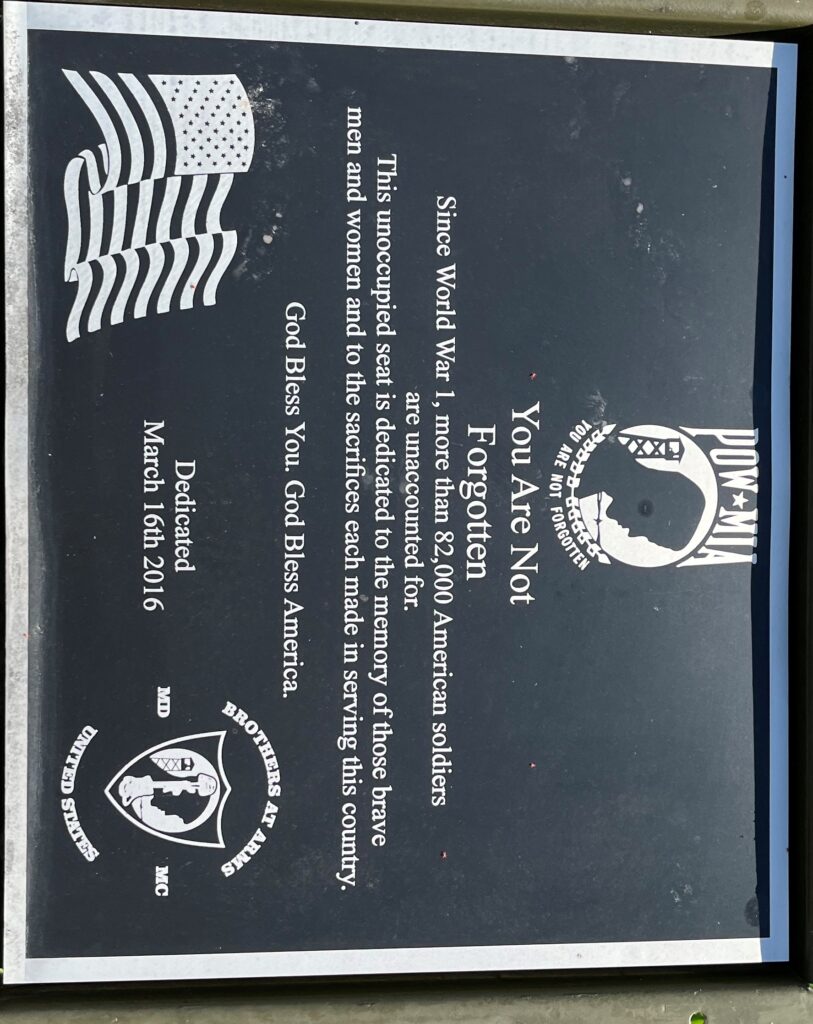 POW★MIA
YOU ARE NOT FORGOTTEN
You Are Not
Forgotten
Since World War 1, more than 82,000 American soldiers
are unaccounted for.
This unoccupied seat is dedicated to the memory of those brave
men and women and to the sacrifices each made in serving this country.
God Bless You. God Bless America.
Dedicated
March 16th 2016
BROTHERS AT ARMS
MD MC
UNITED STATES